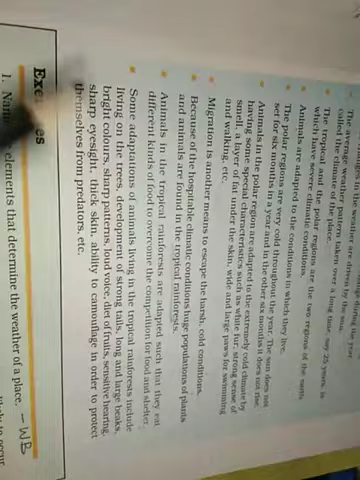 changes in the weather are driven by the sun.
The average weather pattern taken over a long time, say 25 years, is
called the climate of the place.
The tropical and the polar regions are the two regions of the earth
which have severe climatic conditions.
Animals are adapted to the conditions in which they live.
The polar regions are very cold throughout the year. The sun does not
set for six months in a year and in the other six months it does not rise.
Animals in the polar region are adapted to the extremely cold climate by
having some special characteristics such as white fur, strong sense of
smell, a layer of fat under the skin, wide and large paws for swimming
and walking, etc.
Migration is another means to escape the harsh, cold conditions.
Because of the hospitable climatic conditions huge populations of plants
and animals are found in the tropical rainforests.
Animals in the tropical rainforests are adapted such that they eat
different kinds of food to overcome the competition for food and shelter.
Some adaptations of animals living in the tropical rainforests include
living on the trees, development of strong tails, long and large beaks,
bright colours, sharp patterns, loud voice, diet of fruits, sensitive hearing,
sharp eyesight, thick skin, ability to camouflage in order to protect
themselves from predators, etc.
1. elements that determine the weather of a place. - WB